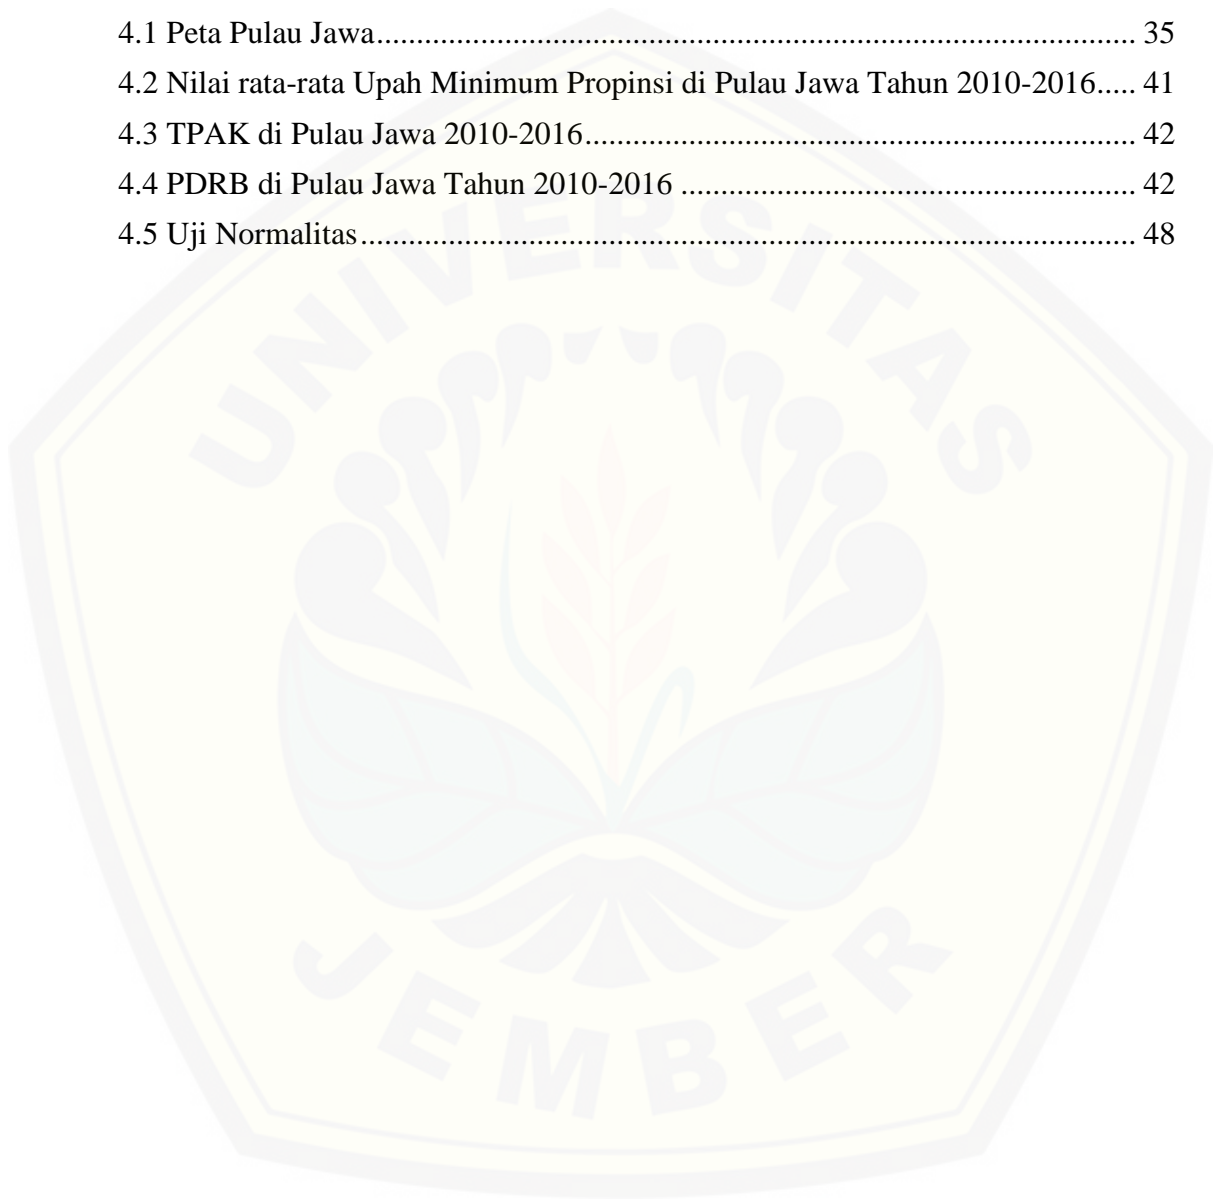 4.1 Peta Pulau Jawa................................................................................ 35
4.2 Nilai rata-rata Upah Minimum Propinsi di Pulau Jawa Tahun 2010-2016..... 41
4.3 TPAK di Pulau Jawa 2010-2016.......................................................... 42
4.4 PDRB di Pulau Jawa Tahun 2010-2016 ................................................ 42
4.5 Uji Normalitas.................................................................................. 48
UNIVERSITAS
JEMBER